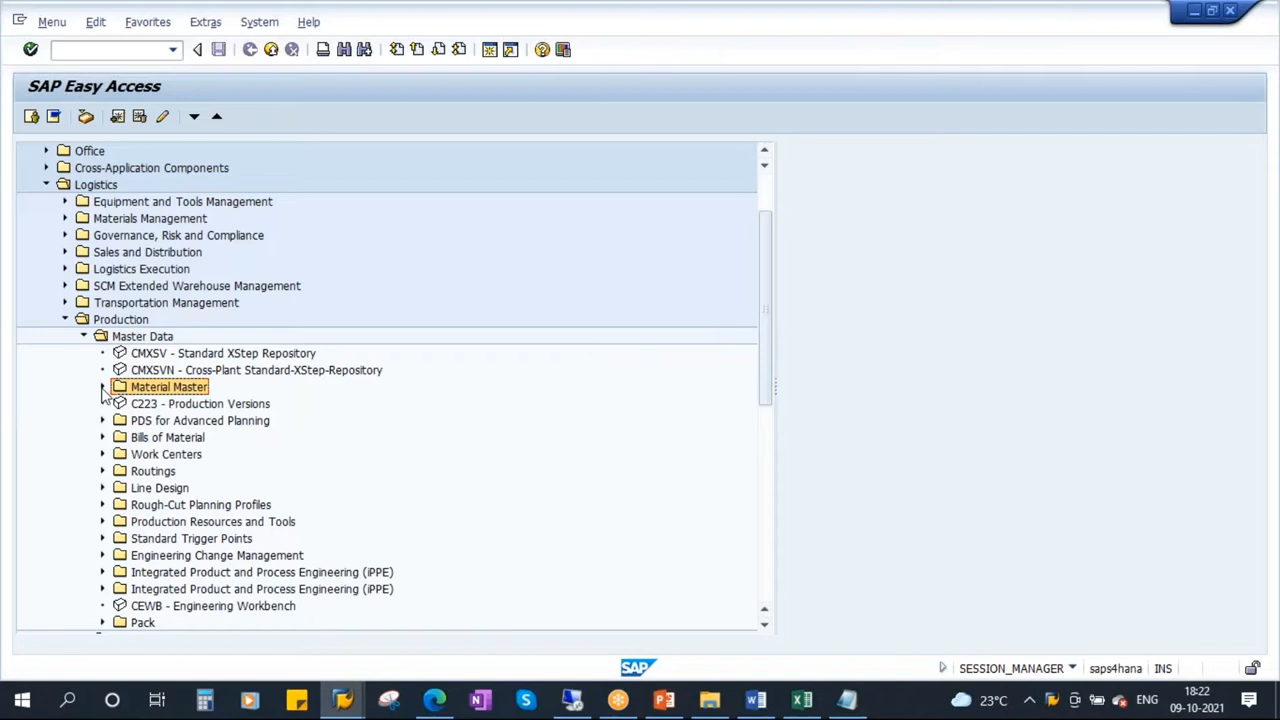 Menu Edit Favorites Extras System Help
SAP Easy Access
Office
Cross-Application Components
Logistics
Equipment and Tools Management
Materials Management
Governance, Risk and Compliance
Sales and Distribution
Logistics Execution
SCM Extended Warehouse Management
Transportation Management
Production
Master Data
CMXSV - Standard XStep Repository
CMXSVN - Cross-Plant Standard-XStep-Repository
Material Master
C223 - Production Versions
PDS for Advanced Planning
Bills of Material
Work Centers
Routings
Line Design
Rough-Cut Planning Profiles
Production Resources and Tools
Standard Trigger Points
Engineering Change Management
Integrated Product and Process Engineering (iPPE)
Integrated Product and Process Engineering (iPPE)
CEWB - Engineering Workbench
Pack
SAP SESSION_MANAGER saps4hana INS
23°C ENG
18:22
09-10-2021